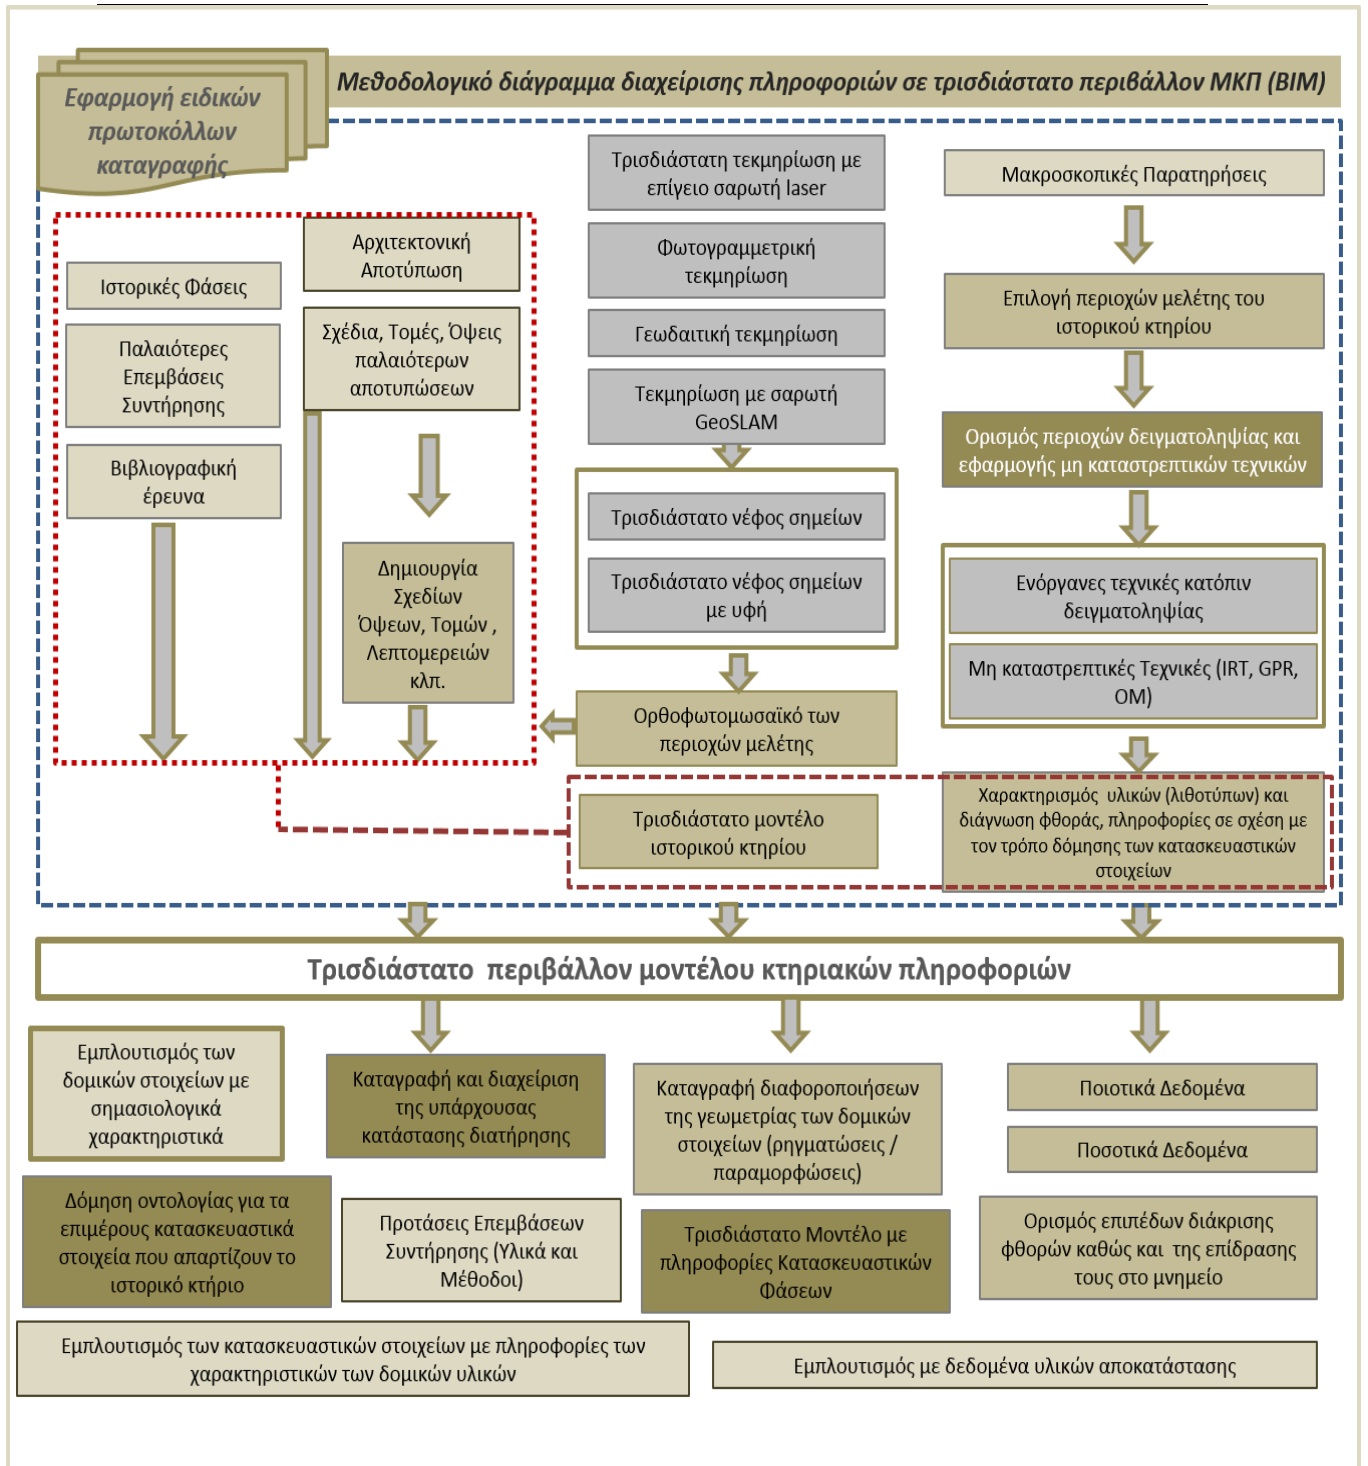 Μεθοδολογικό διάγραμμα διαχείρισης πληροφοριών σε τρισδιάστατο περιβάλλον ΜΚΠ (BIM)
Εφαρμογή ειδικών
πρωτοκόλλων
καταγραφής
Ιστορικές Φάσεις
Παλαιότερες
Επεμβάσεις
Συντήρησης
Βιβλιογραφική
έρευνα
Αρχιτεκτονική
Αποτύπωση
Σχέδια, Τομές, Όψεις
παλαιότερων
αποτυπώσεων
Δημιουργία
Σχεδίων
Όψεων, Τομών ,
Λεπτομερειών
κλπ.
Τρισδιάστατη τεκμηρίωση με
επίγειο σαρωτή laser
Φωτογραμμετρική
τεκμηρίωση
Γεωδαιτική τεκμηρίωση
Τεκμηρίωση με σαρωτή
GeoSLAM
Τρισδιάστατο νέφος σημείων
Τρισδιάστατο νέφος σημείων
με υφή
Ορθοφωτομωσαϊκό των
περιοχών μελέτης
Τρισδιάστατο μοντέλο
ιστορικού κτηρίου
Μακροσκοπικές Παρατηρήσεις
Επιλογή περιοχών μελέτης του
ιστορικού κτηρίου
Ορισμός περιοχών δειγματοληψίας και
εφαρμογής μη καταστρεπτικών τεχνικών
Ενόργανες τεχνικές κατόπιν
δειγματοληψίας
Μη καταστρεπτικές Τεχνικές (IRT, GPR,
OM)
Χαρακτηρισμός υλικών (λιθοτύπων) και
διάγνωση φθοράς, πληροφορίες σε σχέση με
τον τρόπο δόμησης των κατασκευαστικών
στοιχείων
Τρισδιάστατο περιβάλλον μοντέλου κτηριακών πληροφοριών
Εμπλουτισμός των
δομικών στοιχείων με
σημασιολογικά
χαρακτηριστικά
Δόμηση οντολογίας για τα
επιμέρους κατασκευαστικά
στοιχεία που απαρτίζουν το
ιστορικό κτήριο
Καταγραφή και διαχείριση
της υπάρχουσας
κατάστασης διατήρησης
Προτάσεις Επεμβάσεων
Συντήρησης (Υλικά και
Μέθοδοι)
Καταγραφή διαφοροποιήσεων
της γεωμετρίας των δομικών
στοιχείων (ρηγματώσεις /
παραμορφώσεις)
Τρισδιάστατο Μοντέλο με
πληροφορίες Κατασκευαστικών
Φάσεων
Ποιοτικά Δεδομένα
Ποσοτικά Δεδομένα
Ορισμός επιπέδων διάκρισης
φθορών καθώς και της επίδρασης
τους στο μνημείο
Εμπλουτισμός των κατασκευαστικών στοιχείων με πληροφορίες των
χαρακτηριστικών των δομικών υλικών
Εμπλουτισμός με δεδομένα υλικών αποκατάστασης